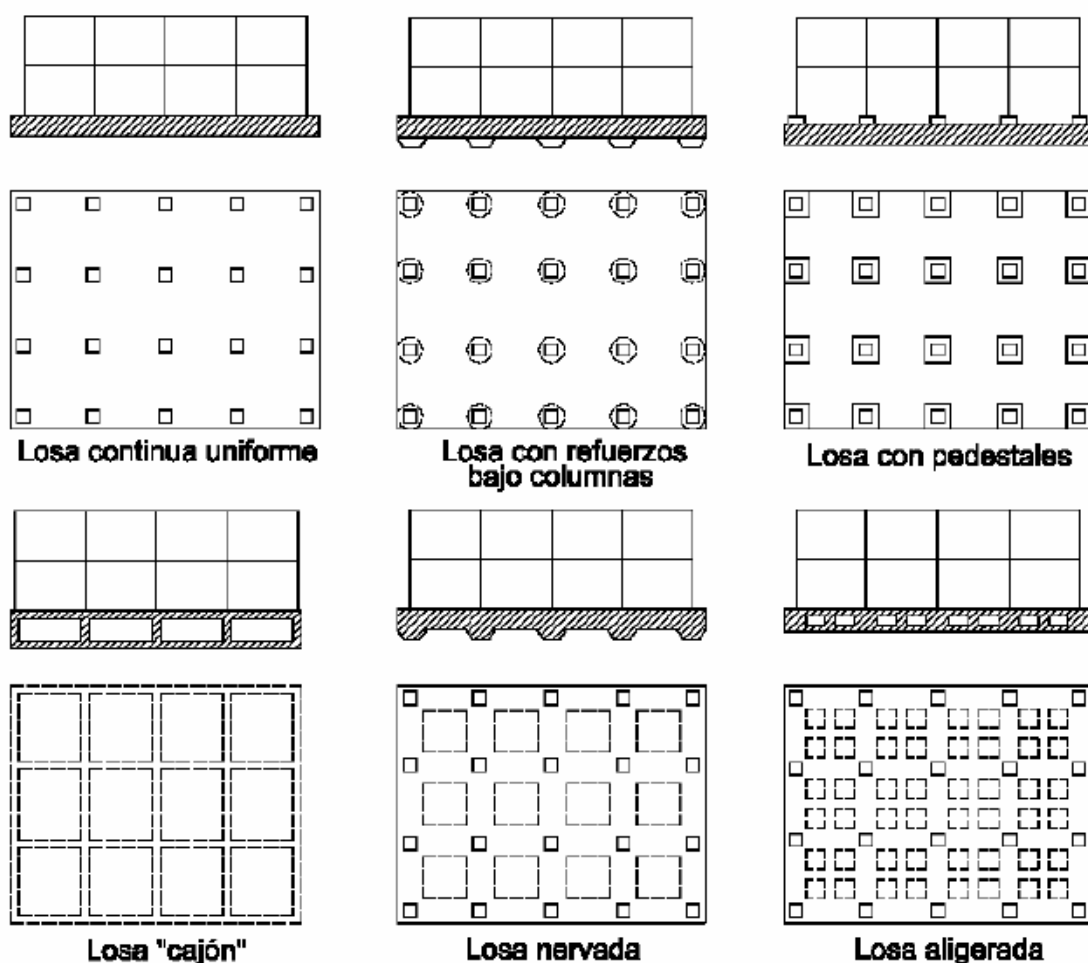 Losa continua uniforme
Losa con refuerzos
bajo columnas
Losa con pedestales
Losa "cajón"
Losa nervada
Losa aligerada